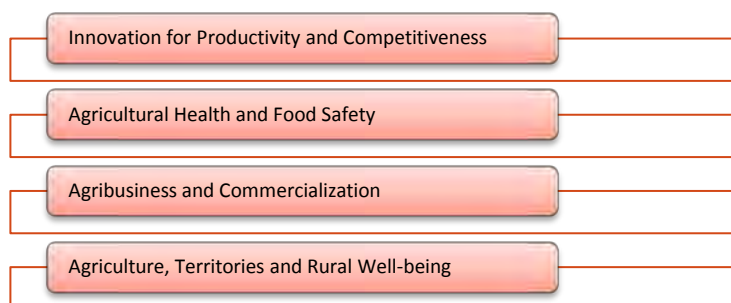 Innovation for Productivity and Competitiveness
Agricultural Health and Food Safety
Agribusiness and Commercialization
Agriculture, Territories and Rural Well-being